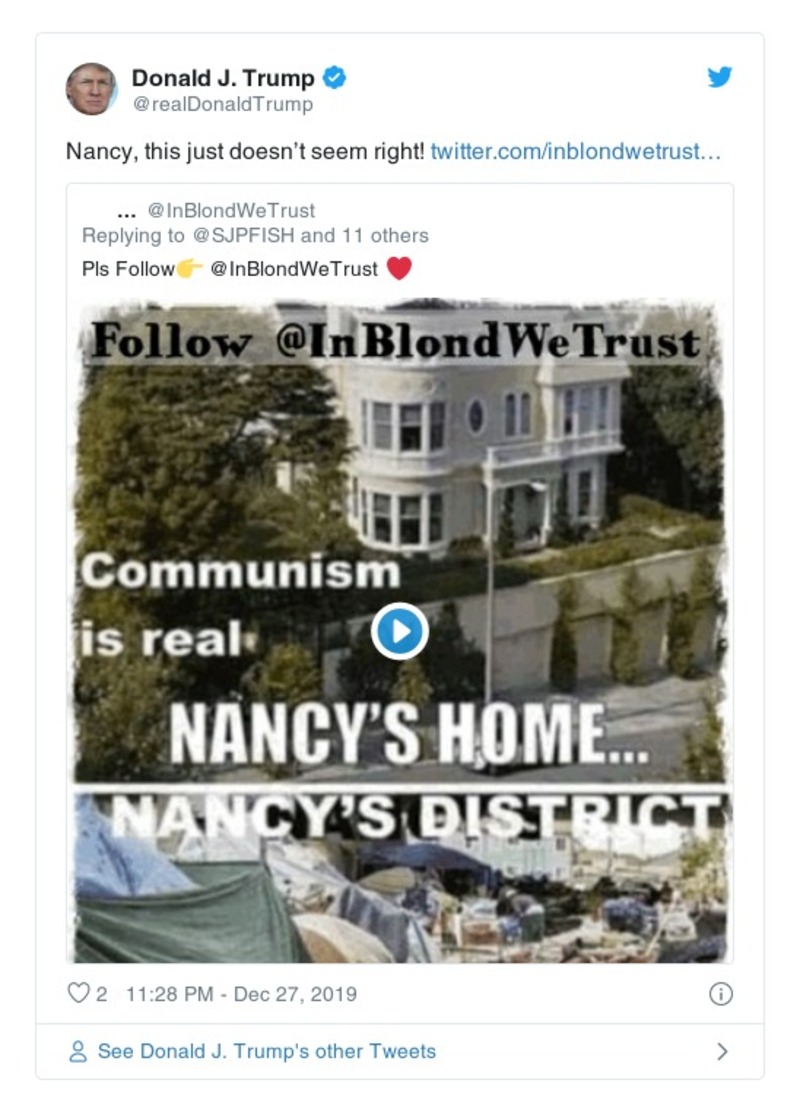 Donald J. Trump
@realDonaldTrump
Nancy, this just doesn’t seem right! twitter.com/inblondwetrust…
... @InBlondWeTrust
Replying to @SJPFISH and 11 others
Pls Follow👉 @InBlondWeTrust ❤️
Follow @InBlondWeTrust
Communism
is real
NANCY'S HOME...
NANCY'S DISTRICT
2 11:28 PM - Dec 27, 2019
See Donald J. Trump's other Tweets